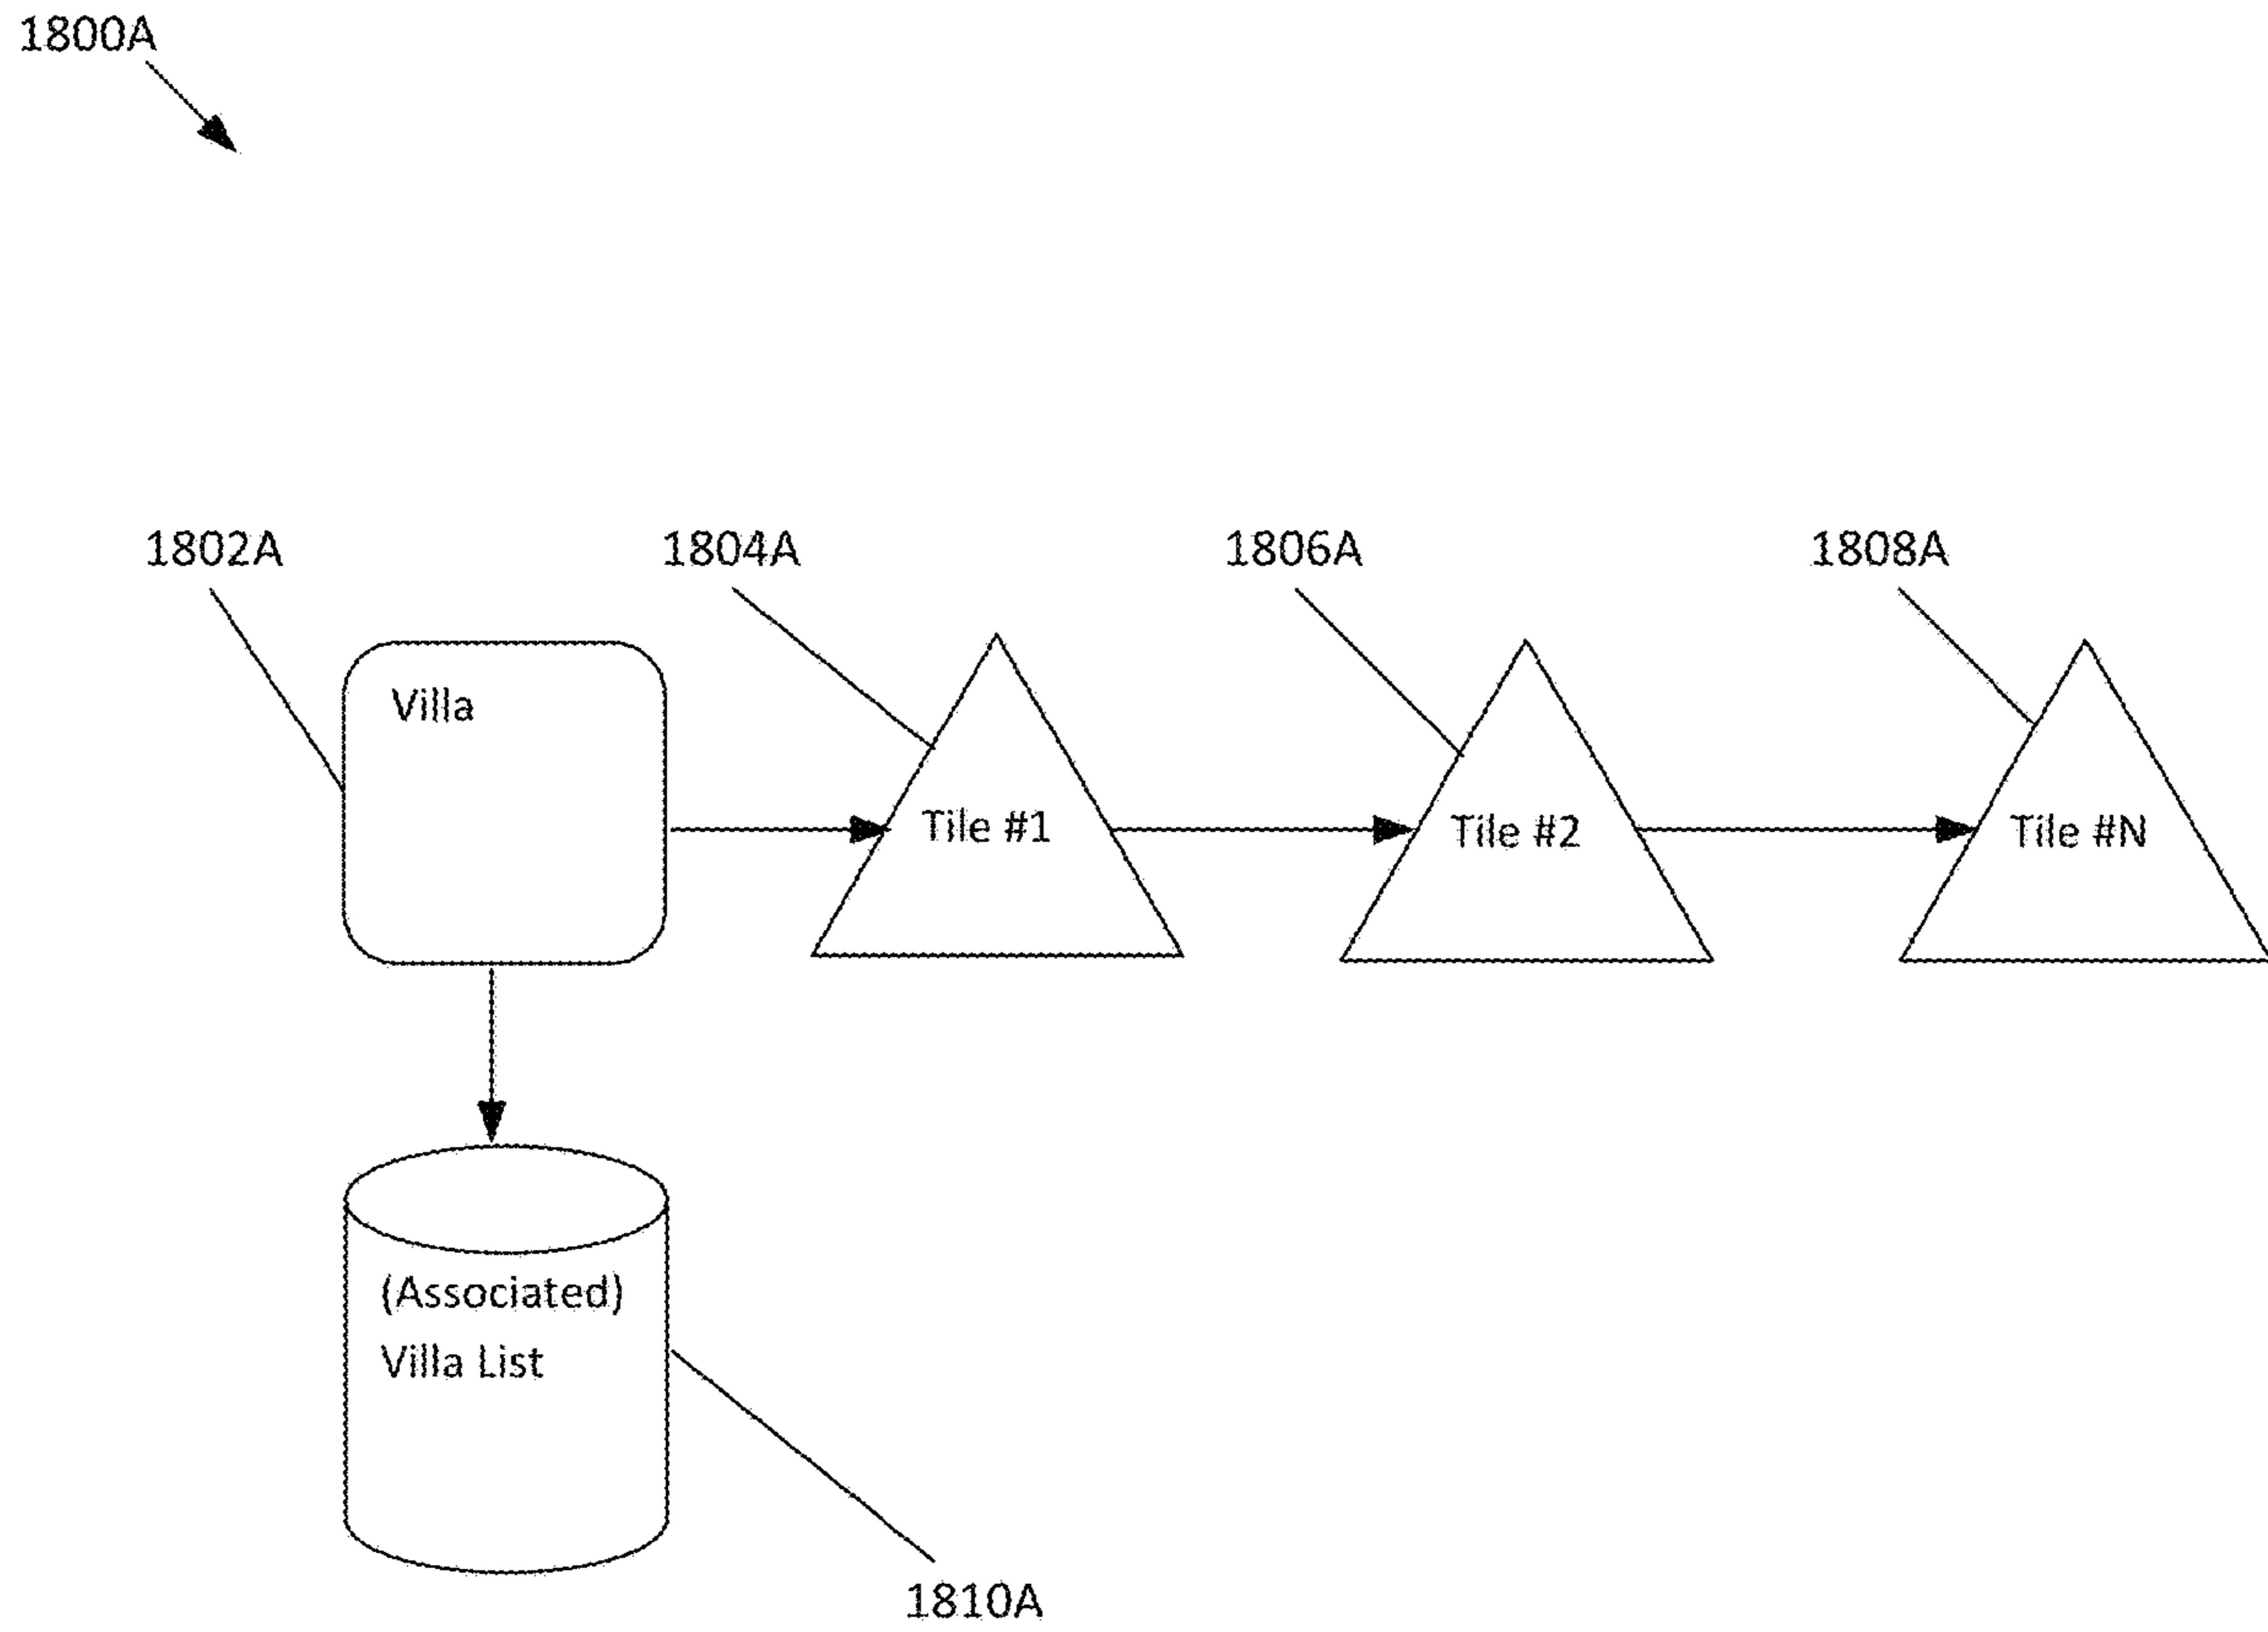 1800A
1802A
1804A
1806A
1808A
Villa
Tile #1
Tile #2
Tile #N
(Associated)
Villa List
1810A